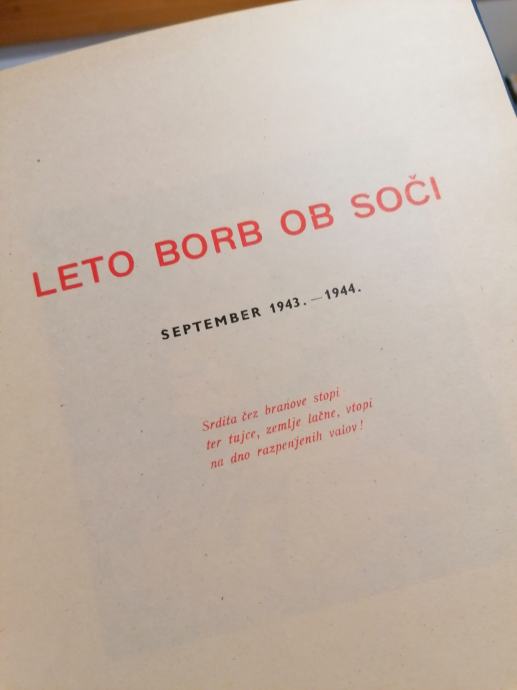 LETO BORB OB SOČI
SEPTEMBER 1943. — 1944.
Srdita čez branove stopi
ter tujce, zemlje lačne, vtopi
na dno razpenjenih valov!